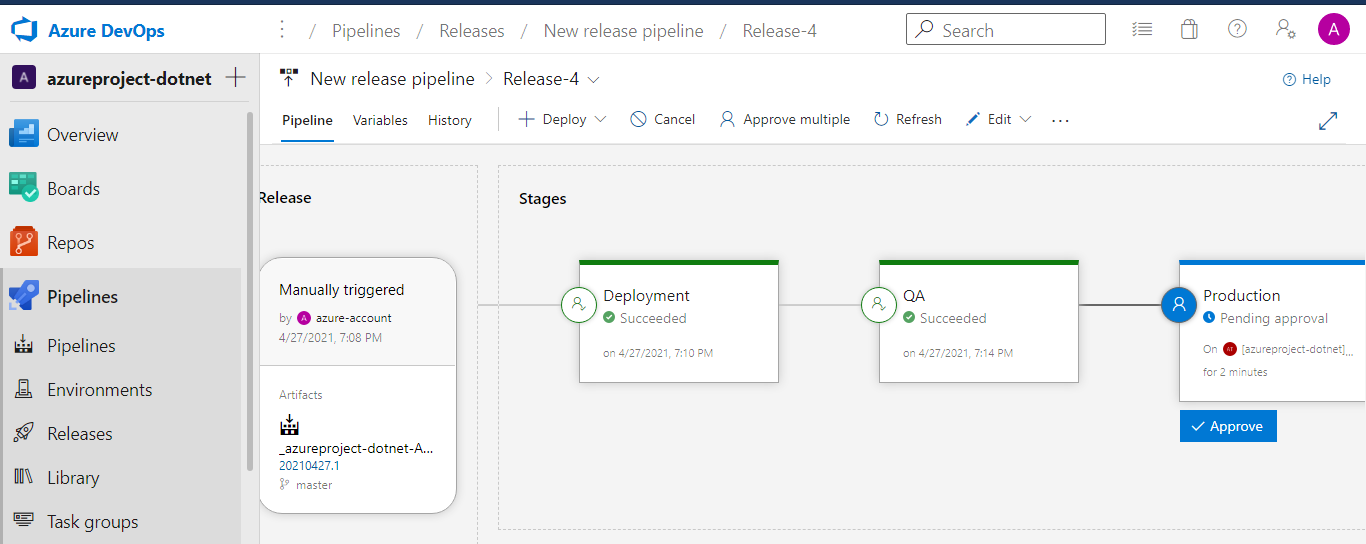 Azure DevOps
/ Pipelines / Releases / New release pipeline / Release-4
Search
A
A azureproject-dotnet
New release pipeline > Release-4
Help
Pipeline Variables History
Deploy Cancel Approve multiple Refresh Edit ...
Overview
Boards
Repos
Pipelines
Pipelines
Environments
Releases
Library
Task groups
Release
Manually triggered
by A azure-account
4/27/2021, 7:08 PM
Artifacts
_azureproject-dotnet-A...
20210427.1
master
Stages
Deployment
Succeeded
on 4/27/2021, 7:10 PM
QA
Succeeded
on 4/27/2021, 7:14 PM
Production
Pending approval
On AT [azureproject-dotnet]...
for 2 minutes
Approve